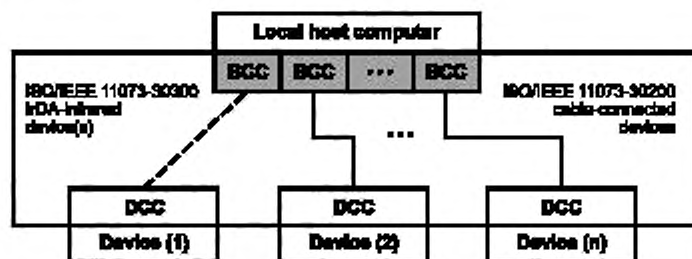 Local host computer
BCC BCC ... BCC
ISO/IEEE 11073-30300
IrDA-infrared
device(s)
ISO/IEEE 11073-30200
cable-connected
devices
...
DCC DCC DCC
Device (1) Device (2) Device (n)